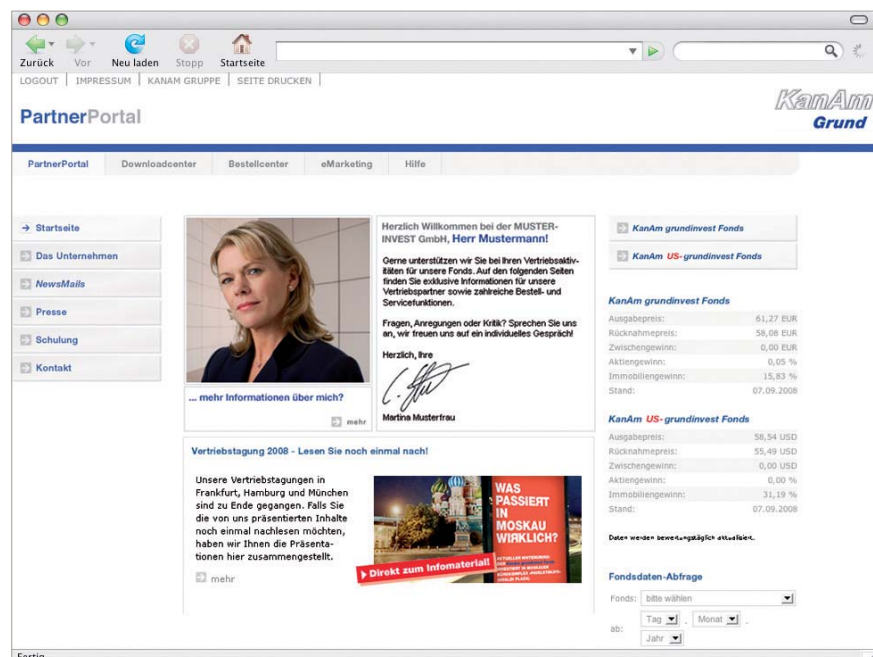 Zurück Vor Neu laden Stopp Startseite
LOGOUT | IMPRESSUM | KANAM GRUPPE | SEITE DRUCKEN |
PartnerPortal
KanAm
Grund
PartnerPortal Downloadcenter Bestellcenter eMarketing Hilfe
Startseite
Das Unternehmen
NewsMails
Presse
Schulung
Kontakt
... mehr Informationen über mich?
mehr
Herzlich Willkommen bei der MUSTER-
INVEST GmbH, Herr Mustermann!
Gerne unterstützen wir Sie bei Ihren Vertriebsaktiv-
itäten für unsere Fonds. Auf den folgenden Seiten
finden Sie exklusive Informationen für unsere
Vertriebspartner sowie zahlreiche Bestell- und
Servicefunktionen.
Fragen, Anregungen oder Kritik? Sprechen Sie uns
an, wir freuen uns auf ein individuelles Gespräch!
Herzlich, Ihre
Martina Musterfrau
Vertriebstagung 2008 - Lesen Sie noch einmal nach!
Unsere Vertriebstagungen in
Frankfurt, Hamburg und München
sind zu Ende gegangen. Falls Sie
die von uns präsentierten Inhalte
noch einmal nachlesen möchten,
haben wir Ihnen die Präsenta-
tionen hier zusammengestellt.
mehr
WAS
PASSIERT
IN
MOSKAU
WIRKLICH?
Direkt zum Infomaterial!
KanAm grundinvest Fonds
KanAm US-grundinvest Fonds
KanAm grundinvest Fonds
Ausgabepreis: 61,27 EUR
Rücknahmepreis: 58,08 EUR
Zwischengewinn: 0,00 EUR
Aktiengewinn: 0,05 %
Immobiliengewinn: 15,83 %
Stand: 07.09.2008
KanAm US-grundinvest Fonds
Ausgabepreis: 58,54 USD
Rücknahmepreis: 55,49 USD
Zwischengewinn: 0,00 USD
Aktiengewinn: 0,00 %
Immobiliengewinn: 31,19 %
Stand: 07.09.2008
Daten werden bewertungstäglich aktualisiert.
Fondsdaten-Abfrage
Fonds: bitte wählen
ab: Tag . Monat .
Jahr
Fertig